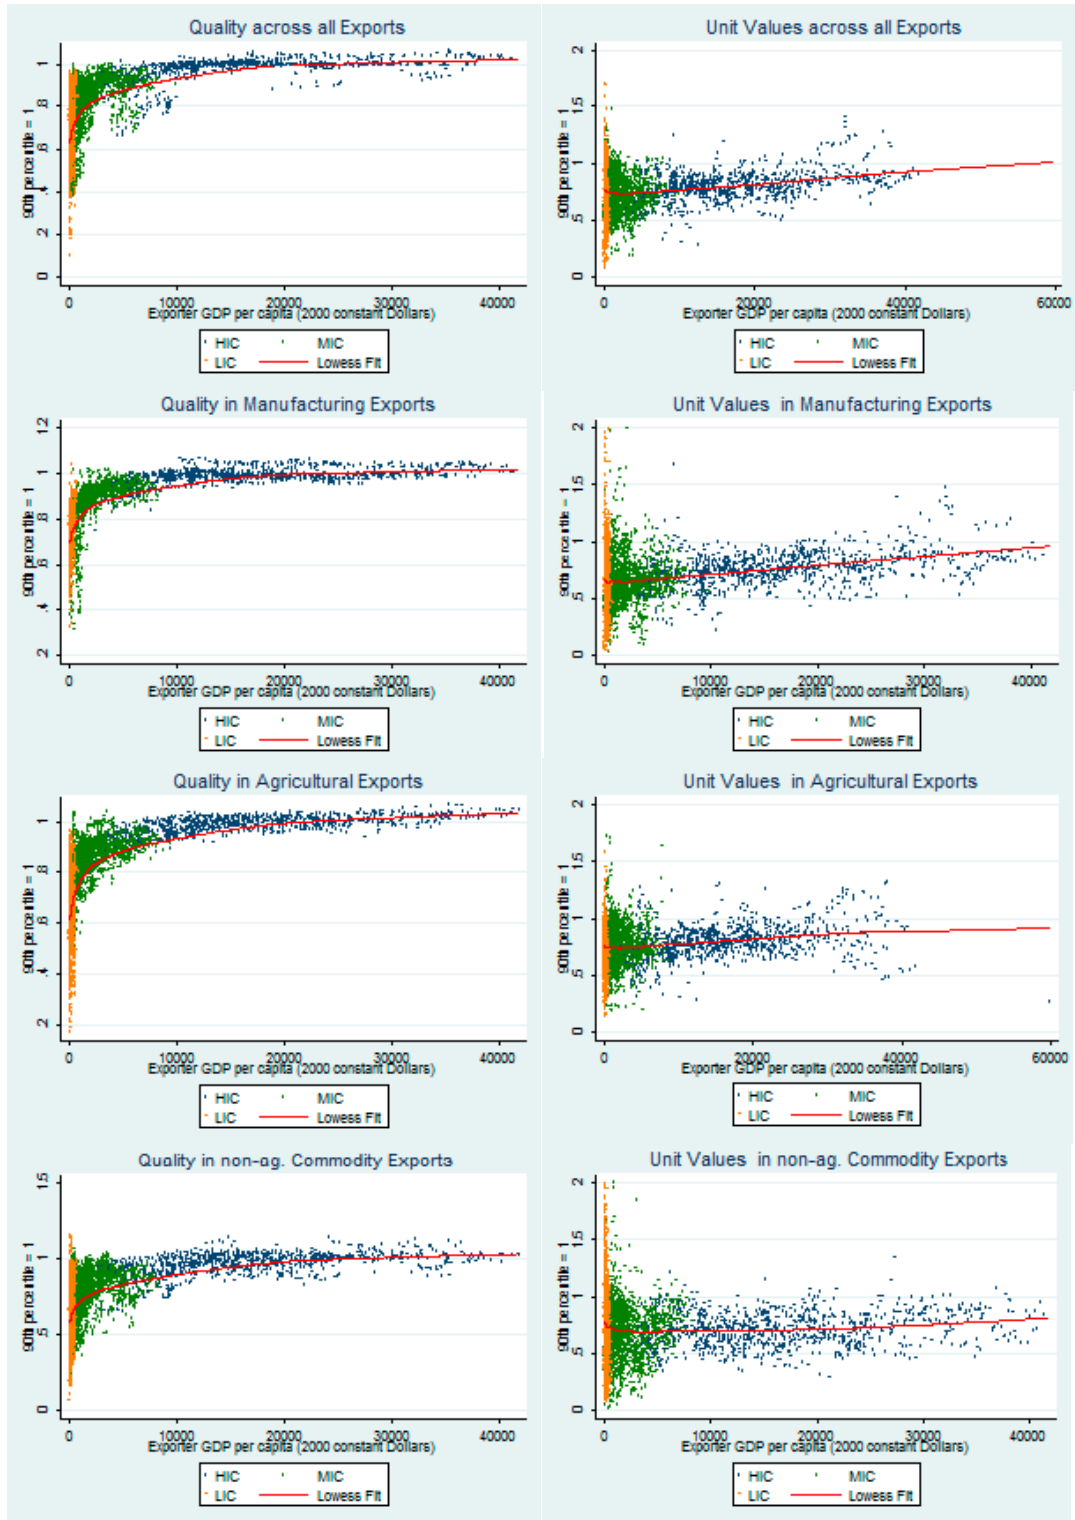 Quality across all Exports
90th percentile = 1
1
.8
.6
.4
.2
0
0 10000 20000 30000 40000
Exporter GDP per capita (2000 constant Dollars)
HIC MIC
LIC Lowess Fit
Unit Values across all Exports
90th percentile = 1
2
1.5
1
.5
0
0 20000 40000 60000
Exporter GDP per capita (2000 constant Dollars)
HIC MIC
LIC Lowess Fit
Quality in Manufacturing Exports
90th percentile = 1
1.2
1
.8
.6
.4
.2
0 10000 20000 30000 40000
Exporter GDP per capita (2000 constant Dollars)
HIC MIC
LIC Lowess Fit
Unit Values in Manufacturing Exports
90th percentile = 1
2
1.5
1
.5
0
0 10000 20000 30000 40000
Exporter GDP per capita (2000 constant Dollars)
HIC MIC
LIC Lowess Fit
Quality in Agricultural Exports
90th percentile = 1
1
.8
.6
.4
.2
0 10000 20000 30000 40000
Exporter GDP per capita (2000 constant Dollars)
HIC MIC
LIC Lowess Fit
Unit Values in Agricultural Exports
90th percentile = 1
2
1.5
1
.5
0
0 20000 40000 60000
Exporter GDP per capita (2000 constant Dollars)
HIC MIC
LIC Lowess Fit
Quality in non-ag. Commodity Exports
90th percentile = 1
1.5
1
.5
0
0 10000 20000 30000 40000
Exporter GDP per capita (2000 constant Dollars)
HIC MIC
LIC Lowess Fit
Unit Values in non-ag. Commodity Exports
90th percentile = 1
2
1.5
1
.5
0
0 10000 20000 30000 40000
Exporter GDP per capita (2000 constant Dollars)
HIC MIC
LIC Lowess Fit